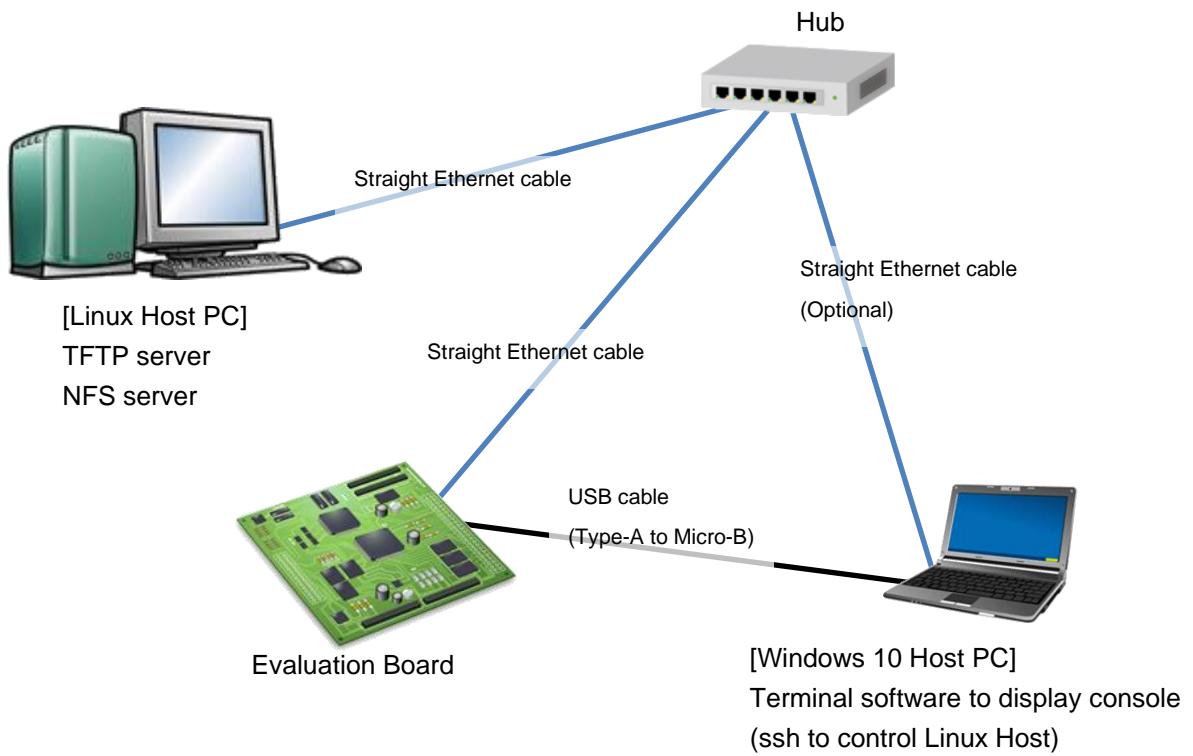 Hub
Straight Ethernet cable
Straight Ethernet cable
(Optional)
[Linux Host PC]
TFTP server
NFS server
Straight Ethernet cable
USB cable
(Type-A to Micro-B)
Evaluation Board
[Windows 10 Host PC]
Terminal software to display console
(ssh to control Linux Host)